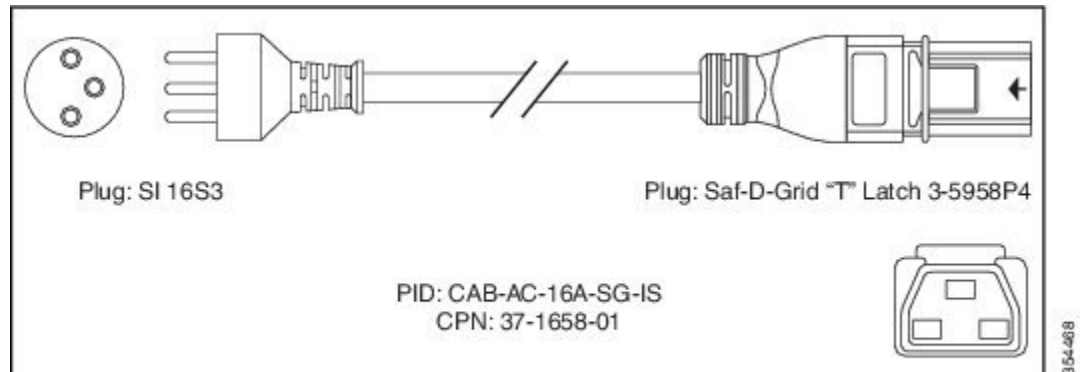 Plug: SI 16S3
Plug: Saf-D-Grid “T” Latch 3-5958P4
PID: CAB-AC-16A-SG-IS
CPN: 37-1658-01
354468